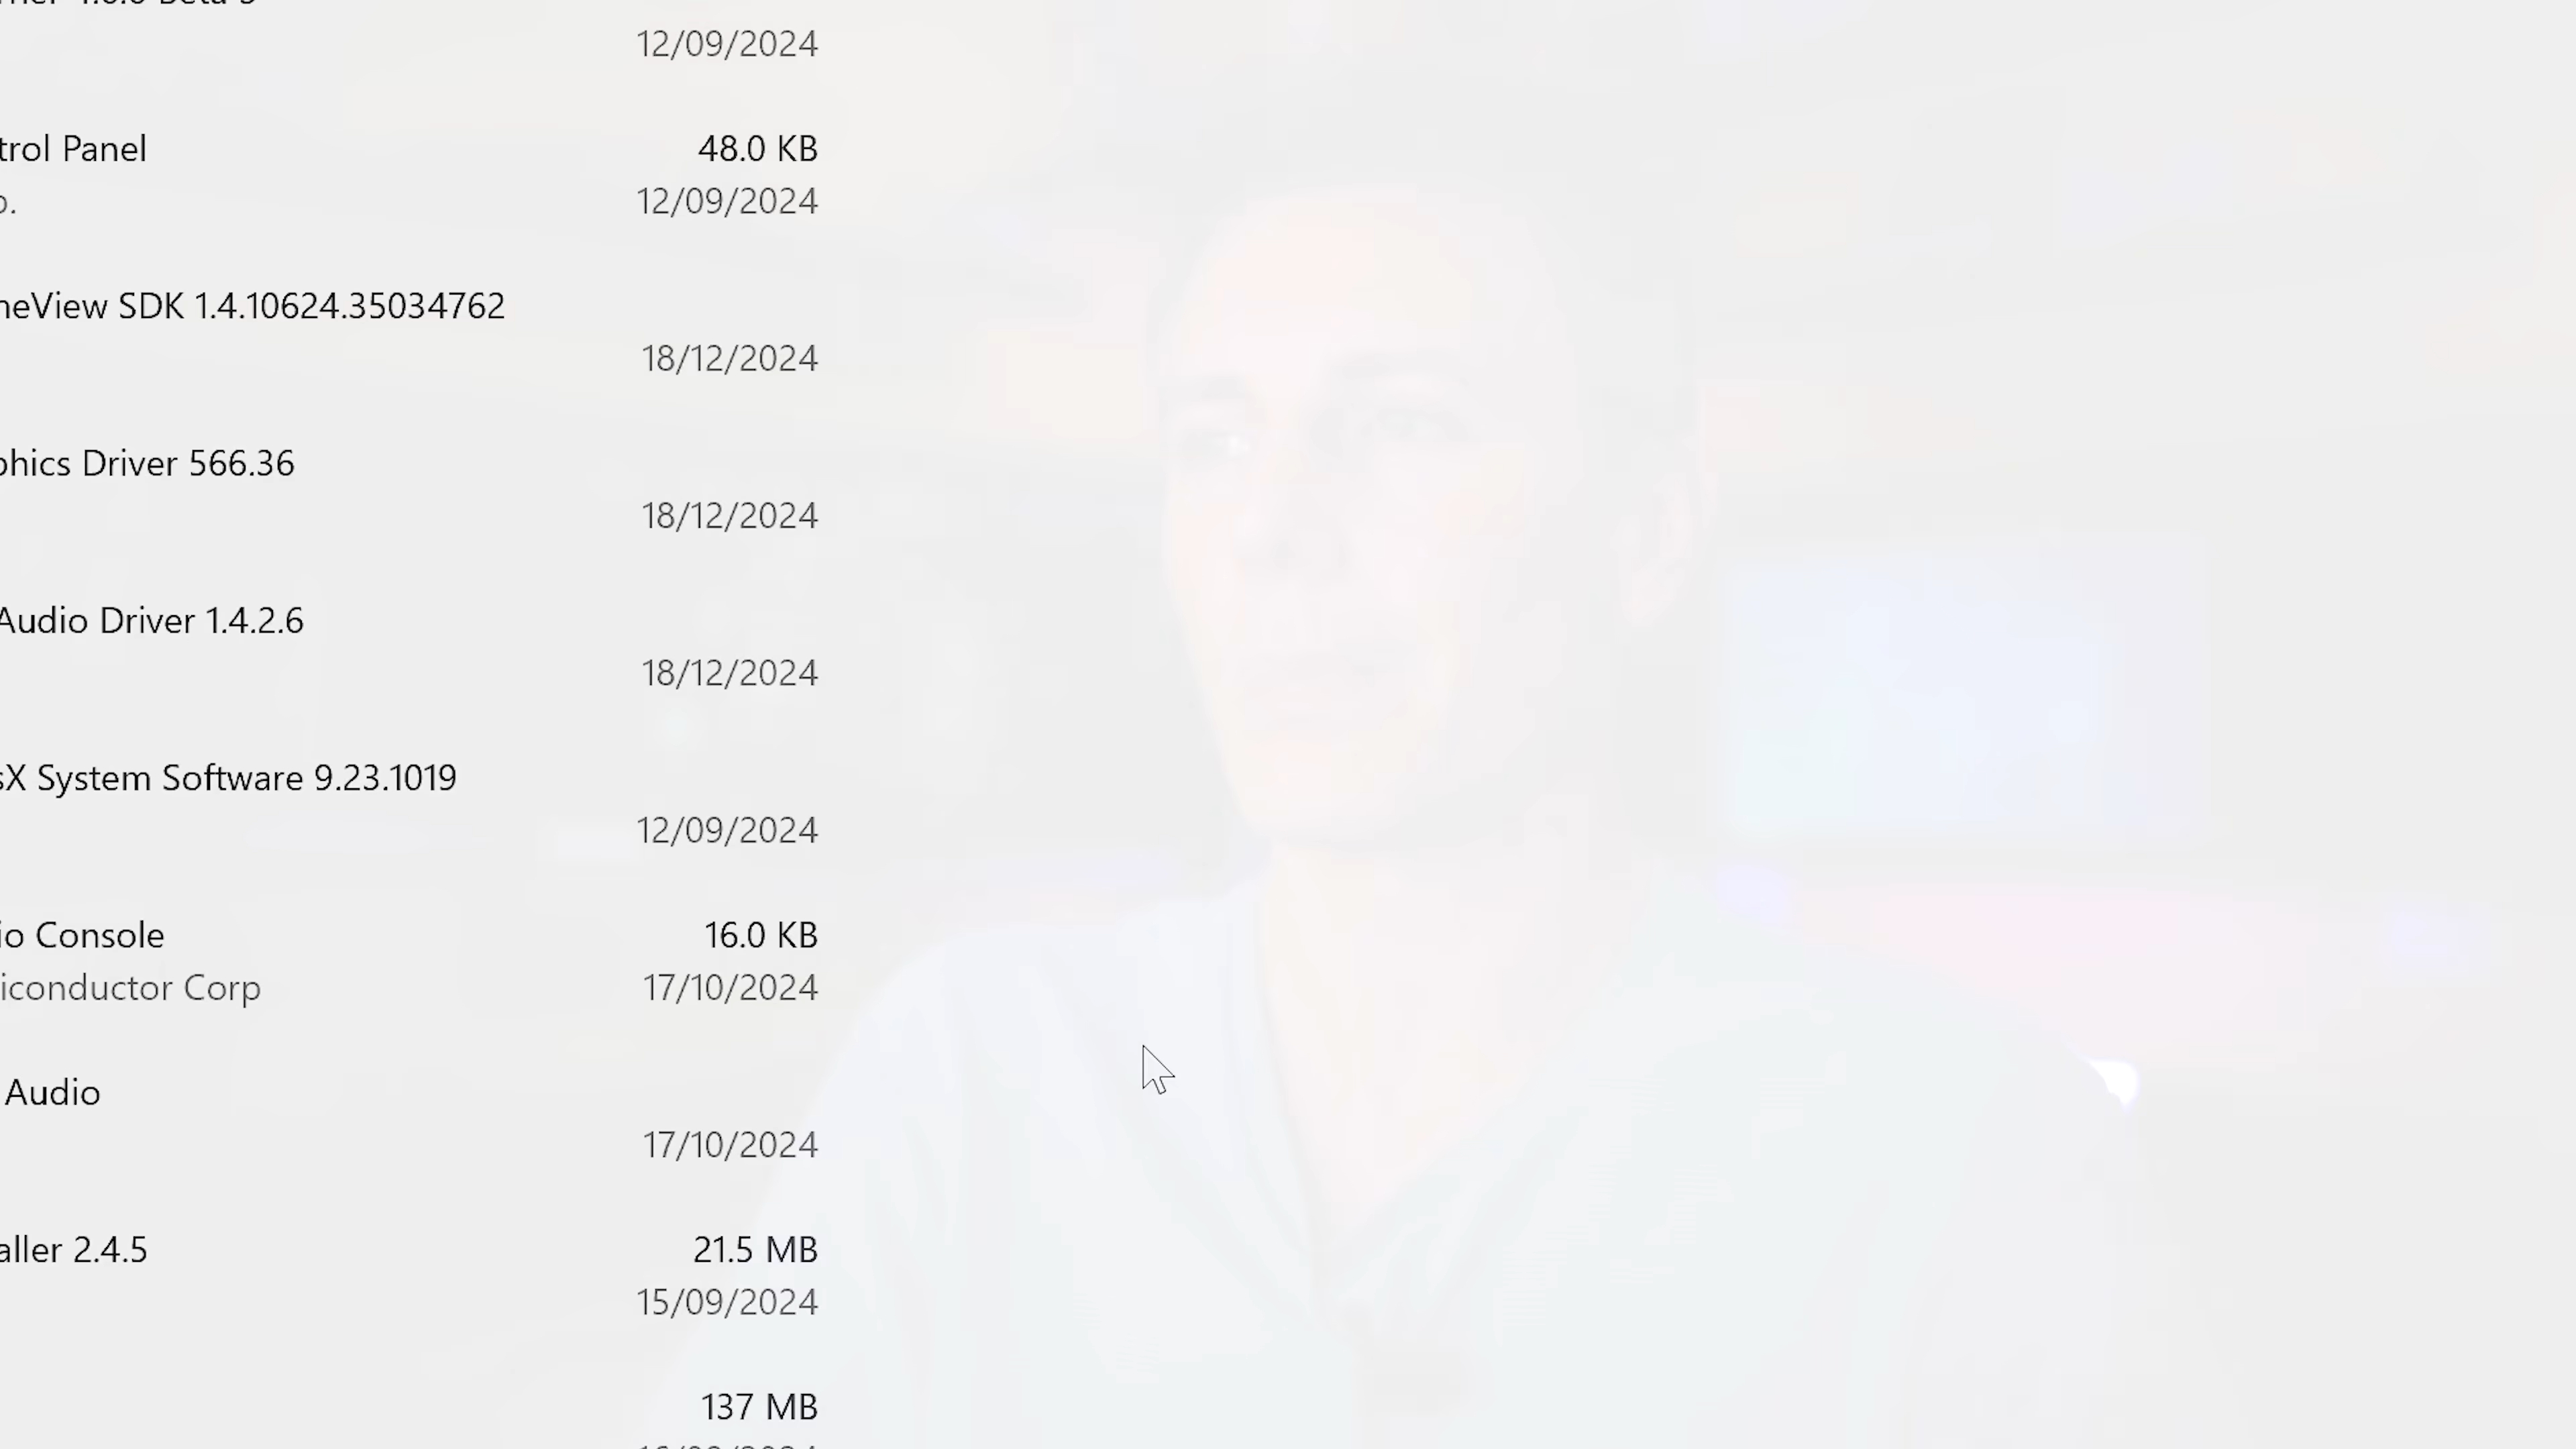 12/09/2024
trol Panel 48.0 KB
12/09/2024
neView SDK 1.4.10624.35034762
18/12/2024
phics Driver 566.36
18/12/2024
Audio Driver 1.4.2.6
18/12/2024
sX System Software 9.23.1019
12/09/2024
io Console 16.0 KB
iconductor Corp 17/10/2024
Audio
17/10/2024
aller 2.4.5 21.5 MB
15/09/2024
137 MB